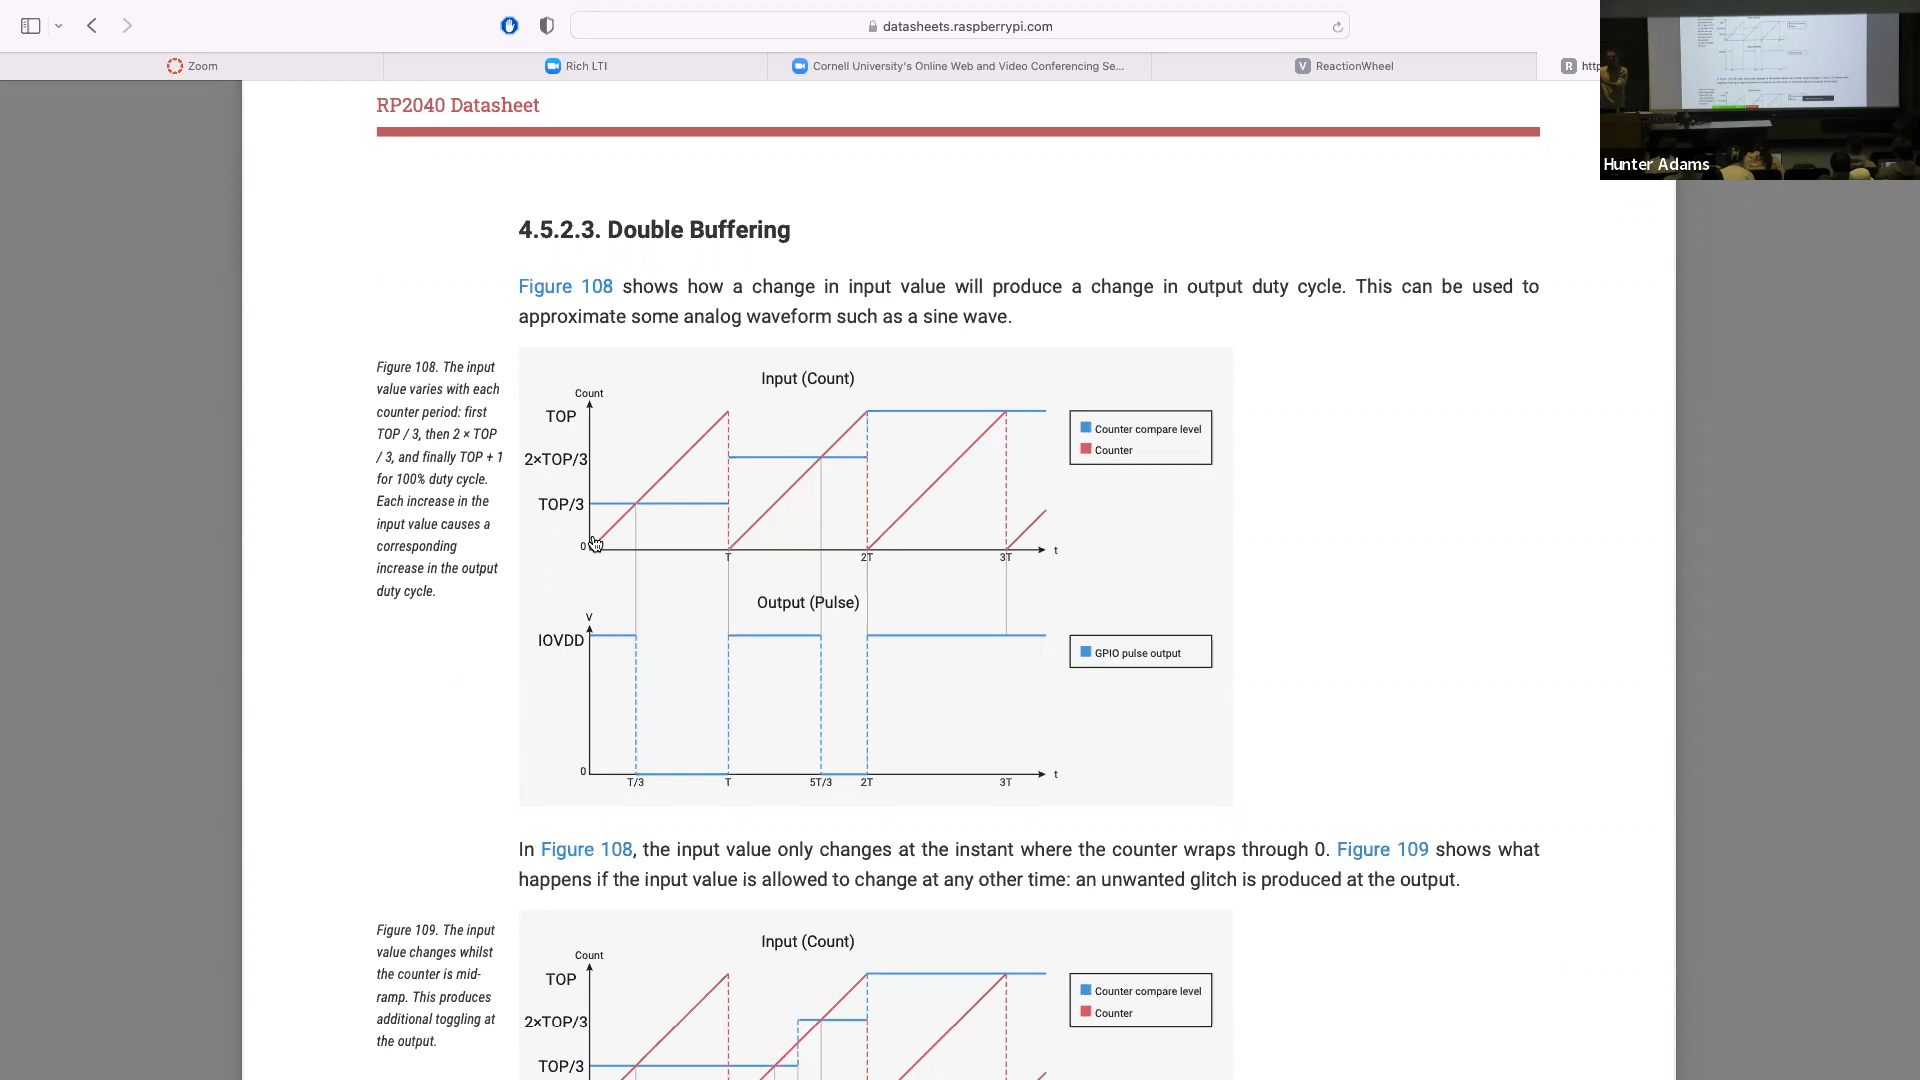 datasheets.raspberrypi.com
Zoom
Rich LTI
Cornell University's Online Web and Video Conferencing Se...
V ReactionWheel
R http
Hunter Adams
RP2040 Datasheet
4.5.2.3. Double Buffering
Figure 108 shows how a change in input value will produce a change in output duty cycle. This can be used to
approximate some analog waveform such as a sine wave.
Figure 108. The input
value varies with each
counter period: first
TOP / 3, then 2 × TOP
/ 3, and finally TOP + 1
for 100% duty cycle.
Each increase in the
input value causes a
corresponding
increase in the output
duty cycle.
Input (Count)
Count
TOP
2×TOP/3
TOP/3
0
T
2T
3T
t
Counter compare level
Counter
Output (Pulse)
V
IOVDD
0
T/3
T
5T/3
2T
3T
t
GPIO pulse output
In Figure 108, the input value only changes at the instant where the counter wraps through 0. Figure 109 shows what
happens if the input value is allowed to change at any other time: an unwanted glitch is produced at the output.
Figure 109. The input
value changes whilst
the counter is mid-
ramp. This produces
additional toggling at
the output.
Input (Count)
Count
TOP
2×TOP/3
TOP/3
Counter compare level
Counter